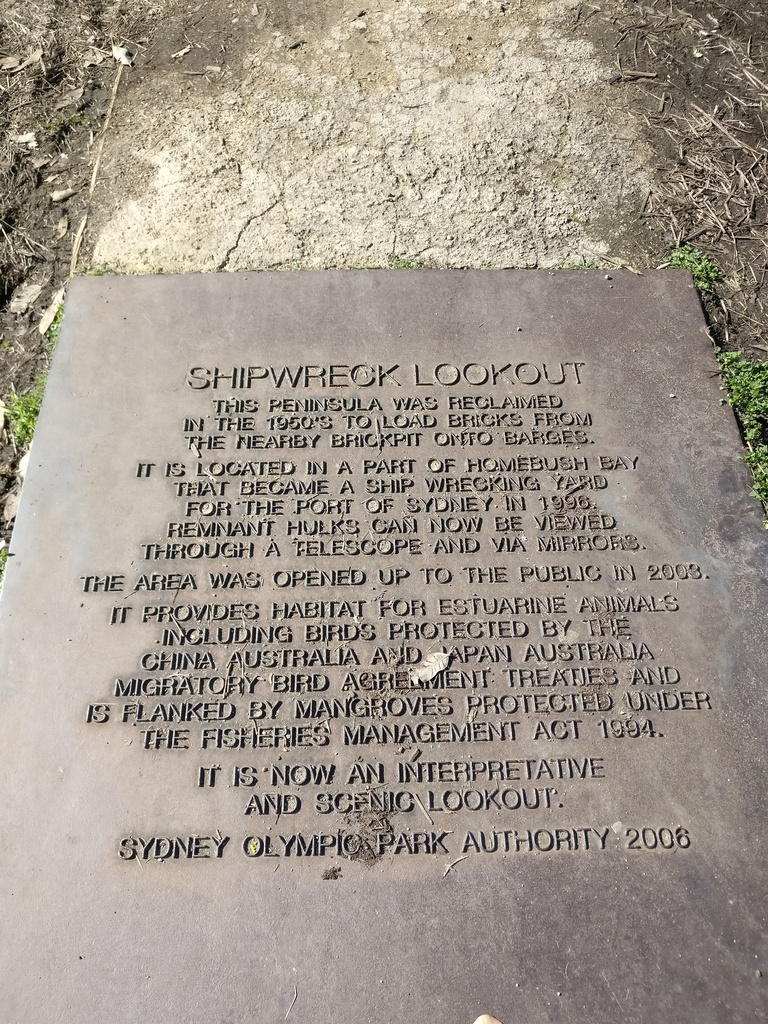 SHIPWRECK LOOKOUT
THIS PENINSULA WAS RECLAIMED
IN THE 1950'S TO LOAD BRICKS FROM
THE NEARBY BRICKPIT ONTO BARGES.
IT IS LOCATED IN A PART OF HOMEBUSH BAY
THAT BECAME A SHIP WRECKING YARD
FOR THE PORT OF SYDNEY IN 1996.
REMNANT HULKS CAN NOW BE VIEWED
THROUGH A TELESCOPE AND VIA MIRRORS.
THE AREA WAS OPENED UP TO THE PUBLIC IN 2003.
IT PROVIDES HABITAT FOR ESTUARINE ANIMALS
INCLUDING BIRDS PROTECTED BY THE
CHINA AUSTRALIA AND JAPAN AUSTRALIA
MIGRATORY BIRD AGREEMENT TREATIES AND
IS FLANKED BY MANGROVES PROTECTED UNDER
THE FISHERIES MANAGEMENT ACT 1994.
IT IS NOW AN INTERPRETATIVE
AND SCENIC LOOKOUT.
SYDNEY OLYMPIC PARK AUTHORITY 2006